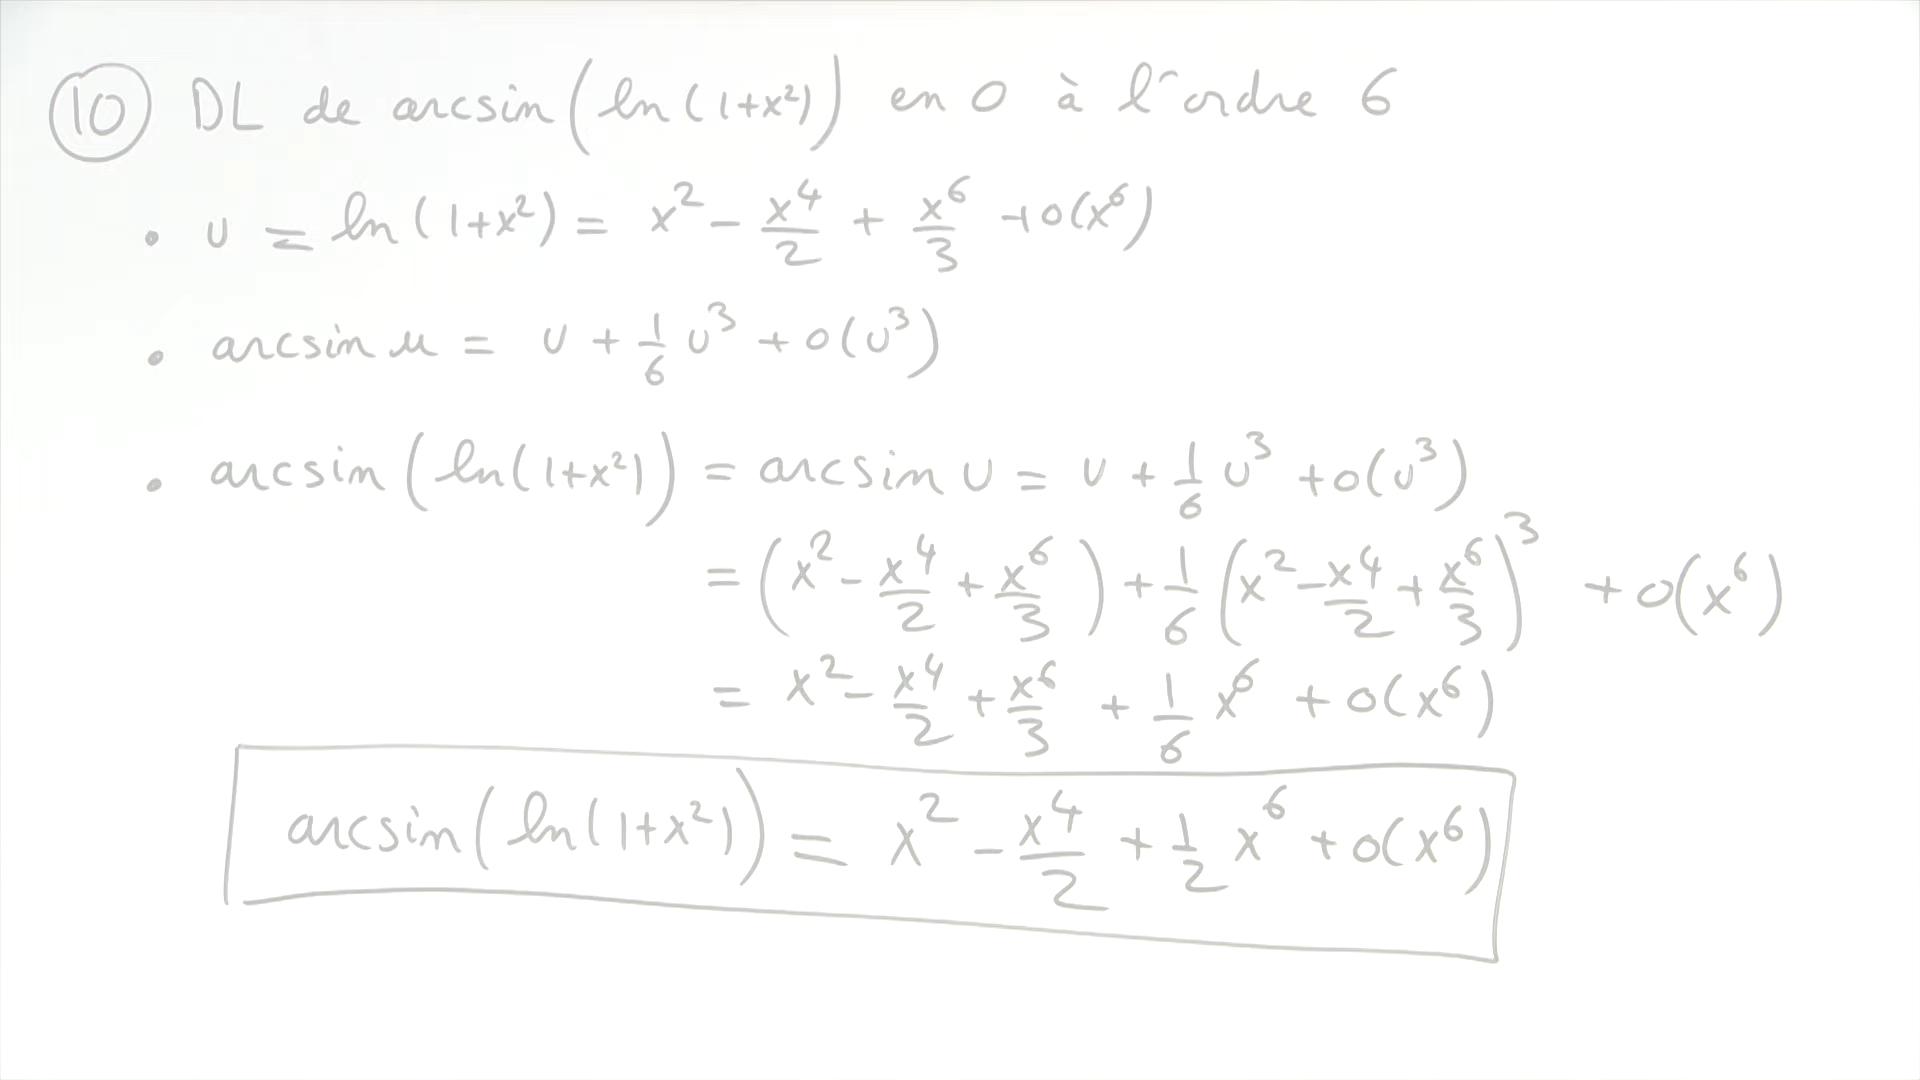 ⑩ DL de arcsin(ln(1+x²)) en 0 à l'ordre 6
• u = ln(1+x²) = x² - x⁴/2 + x⁶/3 + o(x⁶)
• arcsin u = u + 1/6 u³ + o(u³)
• arcsin(ln(1+x²)) = arcsin u = u + 1/6 u³ + o(u³)
= (x² - x⁴/2 + x⁶/3) + 1/6 (x² - x⁴/2 + x⁶/3)³ + o(x⁶)
= x² - x⁴/2 + x⁶/3 + 1/6 x⁶ + o(x⁶)
arcsin(ln(1+x²)) = x² - x⁴/2 + 1/2 x⁶ + o(x⁶)